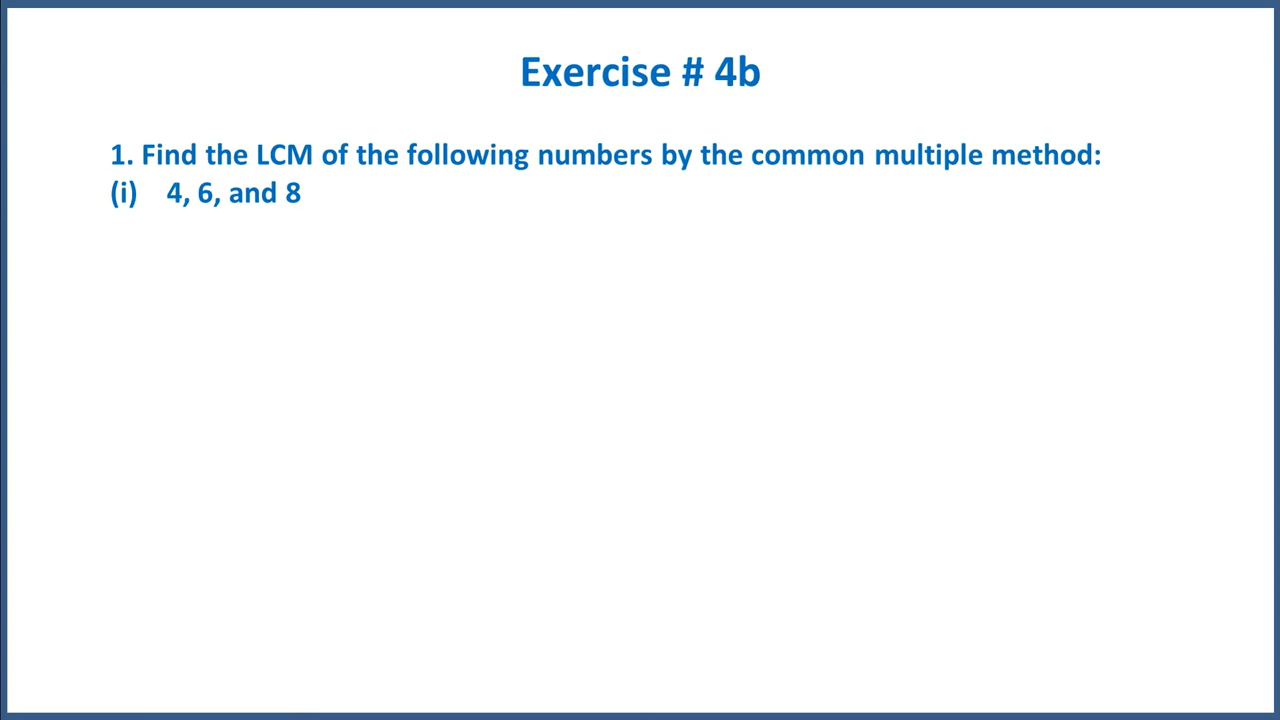 Exercise # 4b
1. Find the LCM of the following numbers by the common multiple method:
(i) 4, 6, and 8